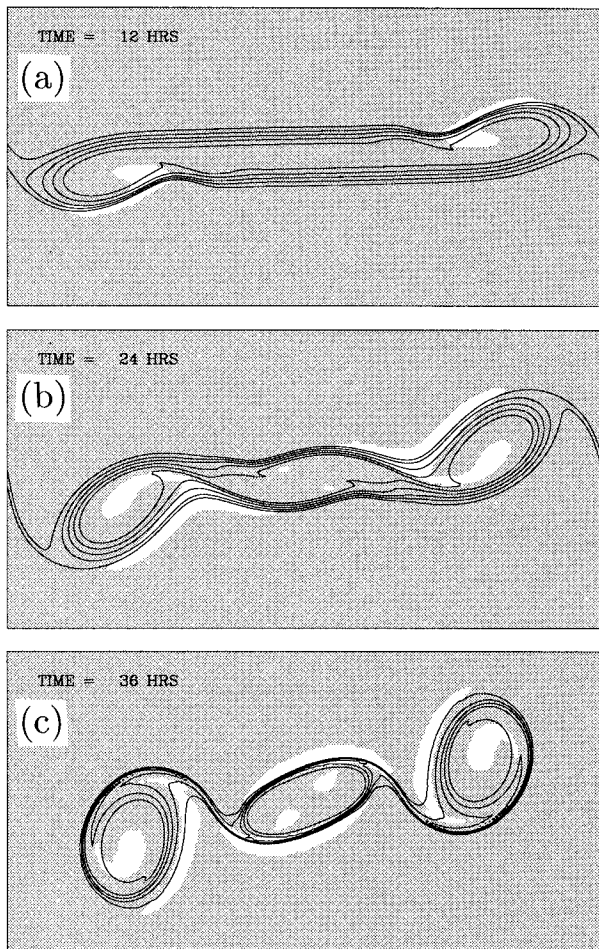 TIME = 12 HRS
(a)
TIME = 24 HRS
(b)
TIME = 36 HRS
(c)